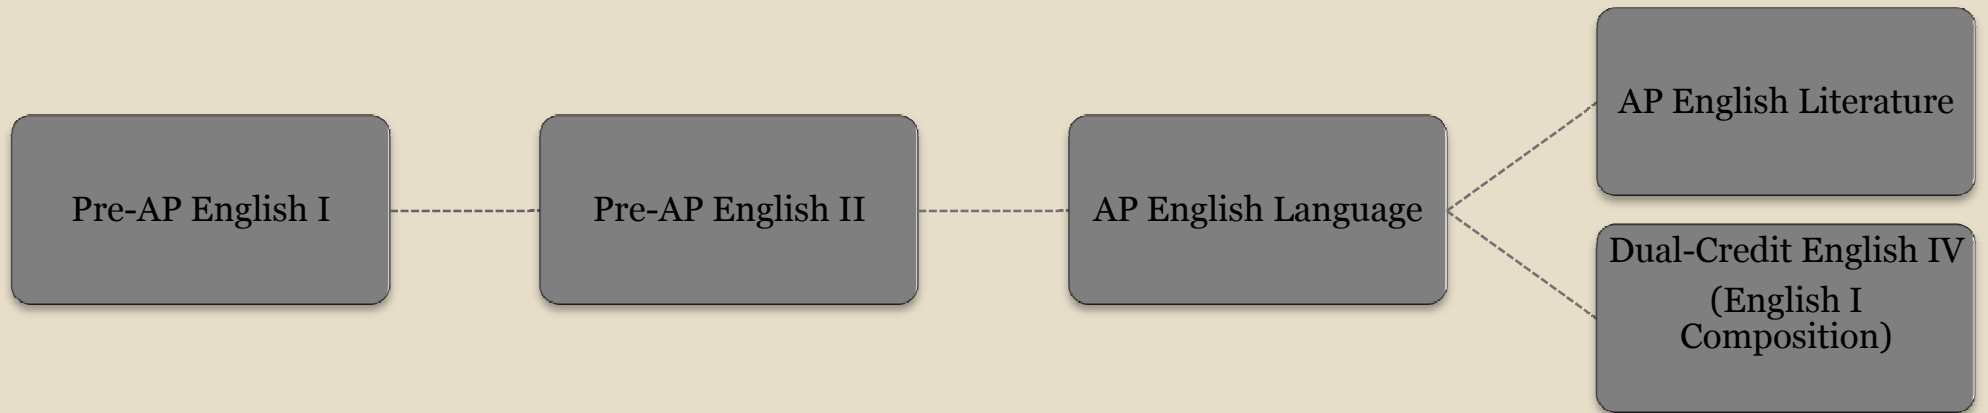 Pre-AP English I
Pre-AP English II
AP English Language
AP English Literature
Dual-Credit English IV
(English I
Composition)